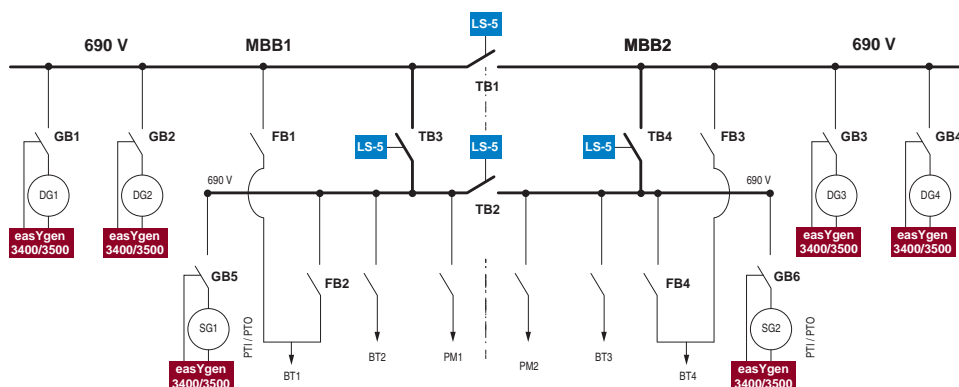 LS-5
690 V
MBB1
MBB2
690 V
TB1
GB1
GB2
FB1
TB3
LS-5
LS-5
LS-5
TB4
FB3
GB3
GB4
DG1
DG2
690 V
690 V
DG3
DG4
TB2
easYgen
3400/3500
easYgen
3400/3500
easYgen
3400/3500
easYgen
3400/3500
GB5
FB2
FB4
GB6
SG1
PTI / PTO
SG2
PTI / PTO
BT2
PM1
PM2
BT3
easYgen
3400/3500
BT1
BT4
easYgen
3400/3500